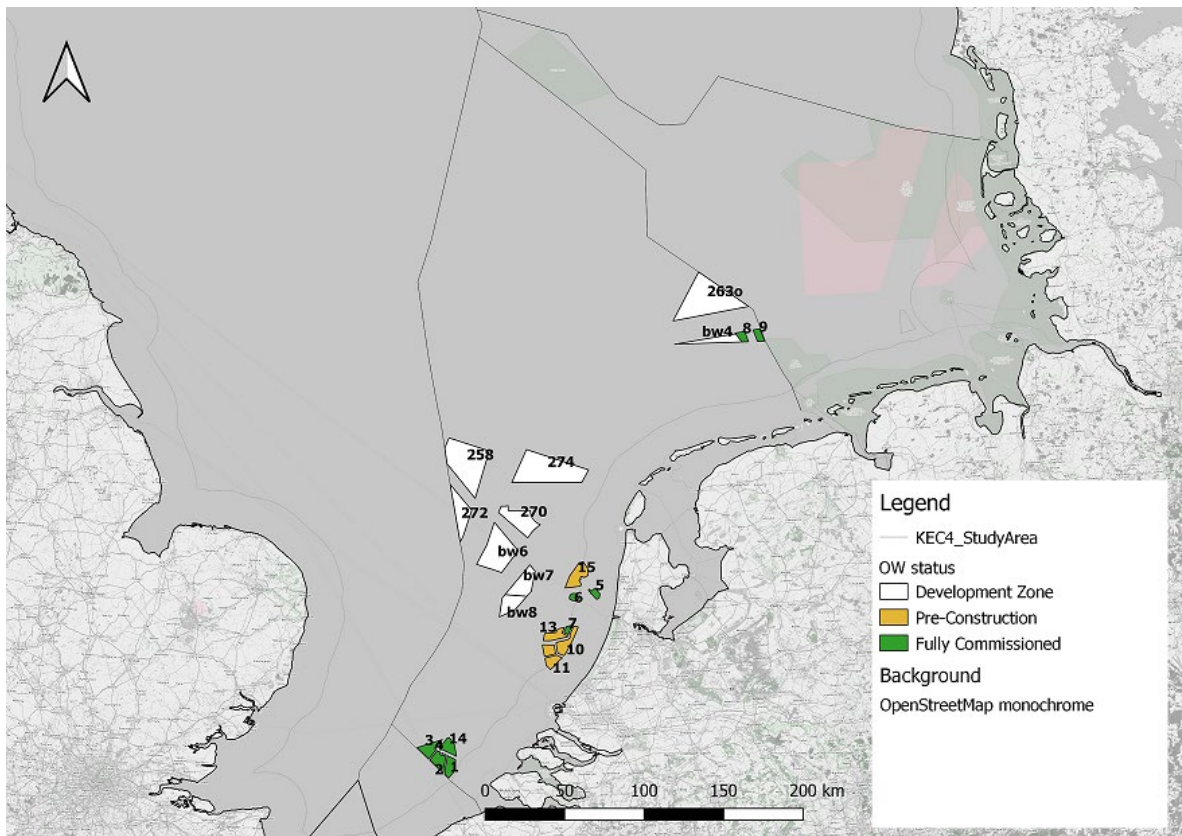 263o
bw4
8
9
258
274
272
270
bw6
bw7
bw8
15
5
6
13
7
10
11
3
4
14
2
1
0 50 100 150 200 km
Legend
KEC4_StudyArea
OW status
Development Zone
Pre-Construction
Fully Commissioned
Background
OpenStreetMap monochrome